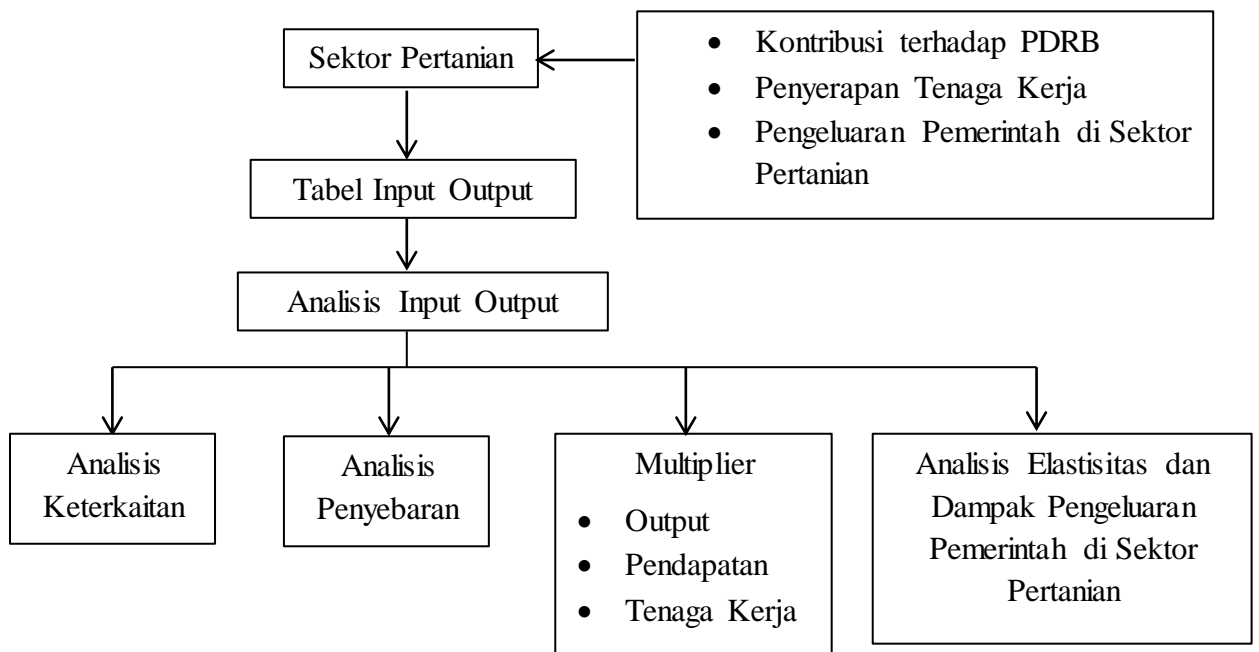 Sektor Pertanian
• Kontribusi terhadap PDRB
• Penyerapan Tenaga Kerja
• Pengeluaran Pemerintah di Sektor
Pertanian
Tabel Input Output
Analisis Input Output
Analisis
Keterkaitan
Analisis
Penyebaran
Multiplier
• Output
• Pendapatan
• Tenaga Kerja
Analisis Elastisitas dan
Dampak Pengeluaran
Pemerintah di Sektor
Pertanian